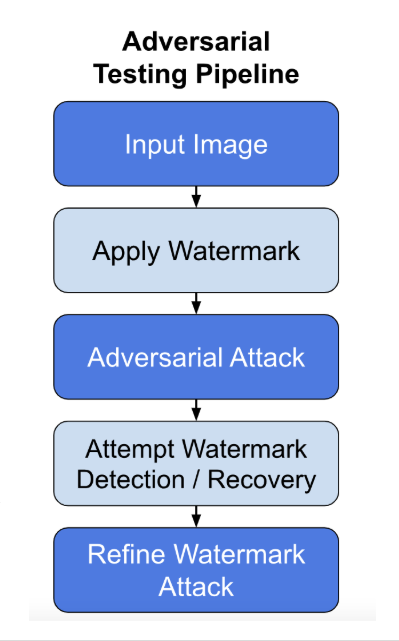 Adversarial
Testing Pipeline
Input Image
Apply Watermark
Adversarial Attack
Attempt Watermark
Detection / Recovery
Refine Watermark
Attack